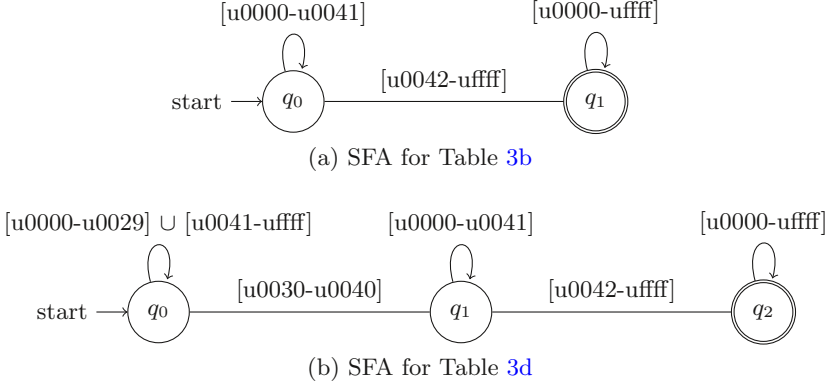 [u0000-u0041] [u0000-uffff]
[u0042-uffff]
start q0 q1
(a) SFA for Table 3b
[u0000-u0029] ∪ [u0041-uffff] [u0000-u0041] [u0000-uffff]
[u0030-u0040] [u0042-uffff]
start q0 q1 q2
(b) SFA for Table 3d